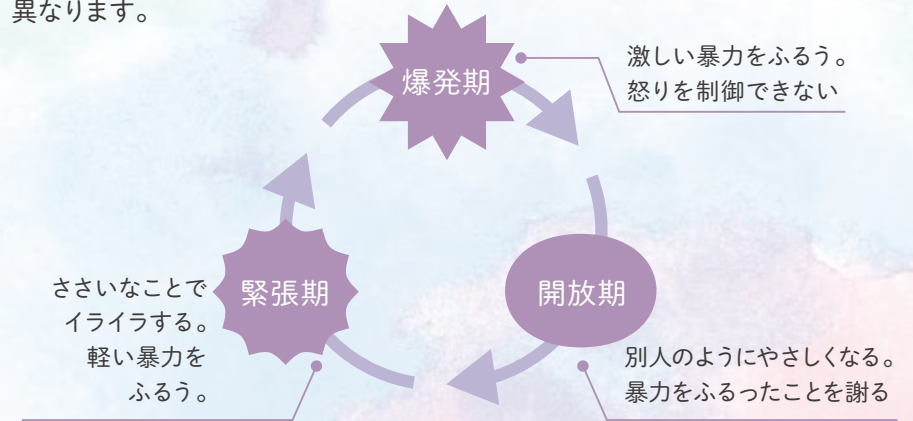 異なります。
爆発期
激しい暴力をふるう。
怒りを制御できない
緊張期
ささいなことで
イライラする。
軽い暴力を
ふるう。
開放期
別人のようにやさしくなる。
暴力をふるったことを謝る